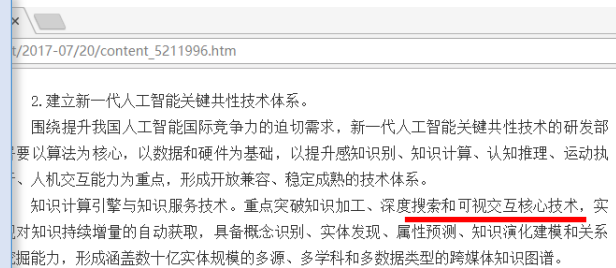 t/2017-07/20/content_5211996.htm
2.建立新一代人工智能关键共性技术体系。
围绕提升我国人工智能国际竞争力的迫切需求，新一代人工智能关键共性技术的研发部
要以算法为核心，以数据和硬件为基础，以提升感知识别、知识计算、认知推理、运动执
、人机交互能力为重点，形成开放兼容、稳定成熟的技术体系。
知识计算引擎与知识服务技术。重点突破知识加工、深度搜索和可视交互核心技术，实
对知识持续增量的自动获取，具备概念识别、实体发现、属性预测、知识演化建模和关系
挖掘能力，形成涵盖数十亿实体规模的多源、多学科和多数据类型的跨媒体知识图谱。